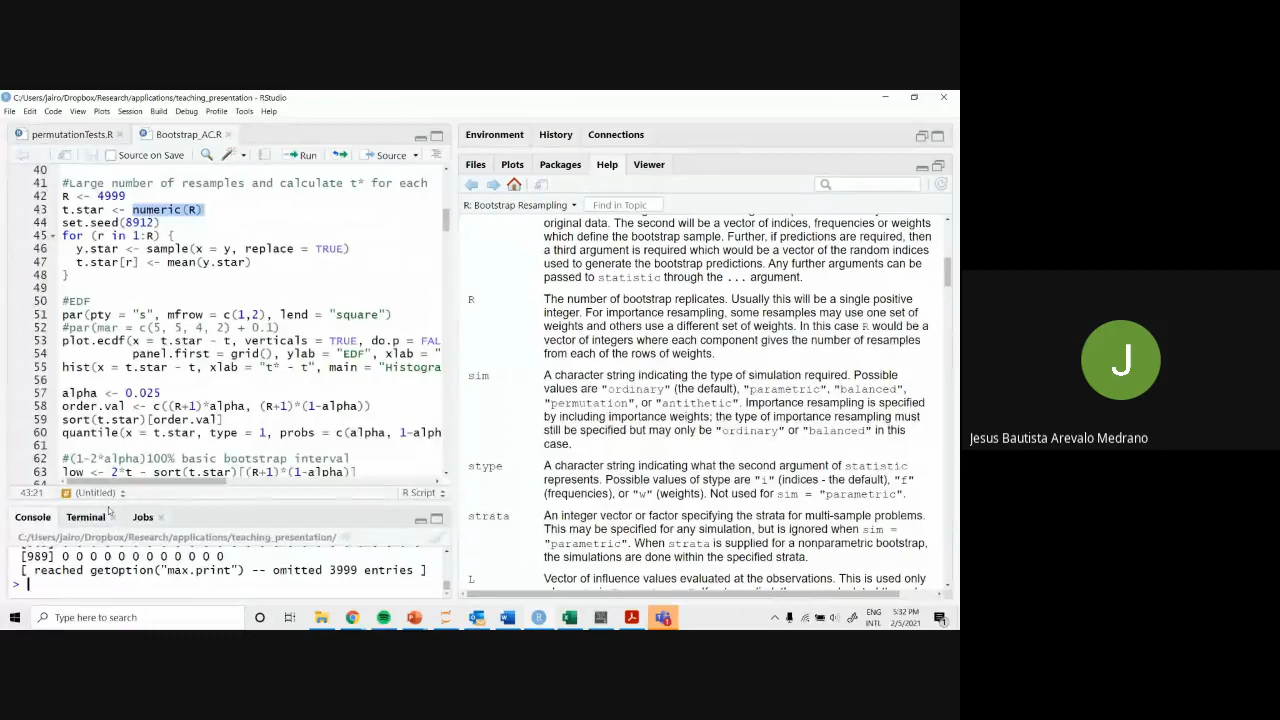 C:/Users/jairo/Dropbox/Research/applications/teaching_presentation - RStudio
File Edit Code View Plots Session Build Debug Profile Tools Help
permutationTests.R Bootstrap_AC.R
Source on Save Run Source
40
41 #Large number of resamples and calculate t* for each
42 R <- 4999
43 t.star <- numeric(R)
44 set.seed(8912)
45 for (r in 1:R) {
46 y.star <- sample(x = y, replace = TRUE)
47 t.star[r] <- mean(y.star)
48 }
49
50 #EDF
51 par(pty = "s", mfrow = c(1,2), lend = "square")
52 #par(mar = c(5, 5, 4, 2) + 0.1)
53 plot.ecdf(x = t.star - t, verticals = TRUE, do.p = FAL
54 panel.first = grid(), ylab = "EDF", xlab = "
55 hist(x = t.star - t, xlab = "t* - t", main = "Histogra
56
57 alpha <- 0.025
58 order.val <- c((R+1)*alpha, (R+1)*(1-alpha))
59 sort(t.star)[order.val]
60 quantile(x = t.star, type = 1, probs = c(alpha, 1-alph
61
62 #(1-2*alpha)100% basic bootstrap interval
63 low <- 2*t - sort(t.star)[(R+1)*(1-alpha)]
43:21 (Untitled) R Script
Console Terminal Jobs
C:/Users/jairo/Dropbox/Research/applications/teaching_presentation/
[989] 0 0 0 0 0 0 0 0 0 0 0
[ reached getOption("max.print") -- omitted 3999 entries ]
>
Environment History Connections
Files Plots Packages Help Viewer
R: Bootstrap Resampling Find in Topic
original data. The second will be a vector of indices, frequencies or weights
which define the bootstrap sample. Further, if predictions are required, then
a third argument is required which would be a vector of the random indices
used to generate the bootstrap predictions. Any further arguments can be
passed to statistic through the ... argument.
R The number of bootstrap replicates. Usually this will be a single positive
integer. For importance resampling, some resamples may use one set of
weights and others use a different set of weights. In this case R would be a
vector of integers where each component gives the number of resamples
from each of the rows of weights.
sim A character string indicating the type of simulation required. Possible
values are "ordinary" (the default), "parametric", "balanced",
"permutation", or "antithetic". Importance resampling is specified
by including importance weights; the type of importance resampling must
still be specified but may only be "ordinary" or "balanced" in this
case.
stype A character string indicating what the second argument of statistic
represents. Possible values of stype are "i" (indices - the default), "f"
(frequencies), or "w" (weights). Not used for sim = "parametric".
strata An integer vector or factor specifying the strata for multi-sample problems.
This may be specified for any simulation, but is ignored when sim =
"parametric". When strata is supplied for a nonparametric bootstrap,
the simulations are done within the specified strata.
L Vector of influence values evaluated at the observations. This is used only
Type here to search
ENG
INTL
5:32 PM
2/5/2021
J
Jesus Bautista Arevalo Medrano